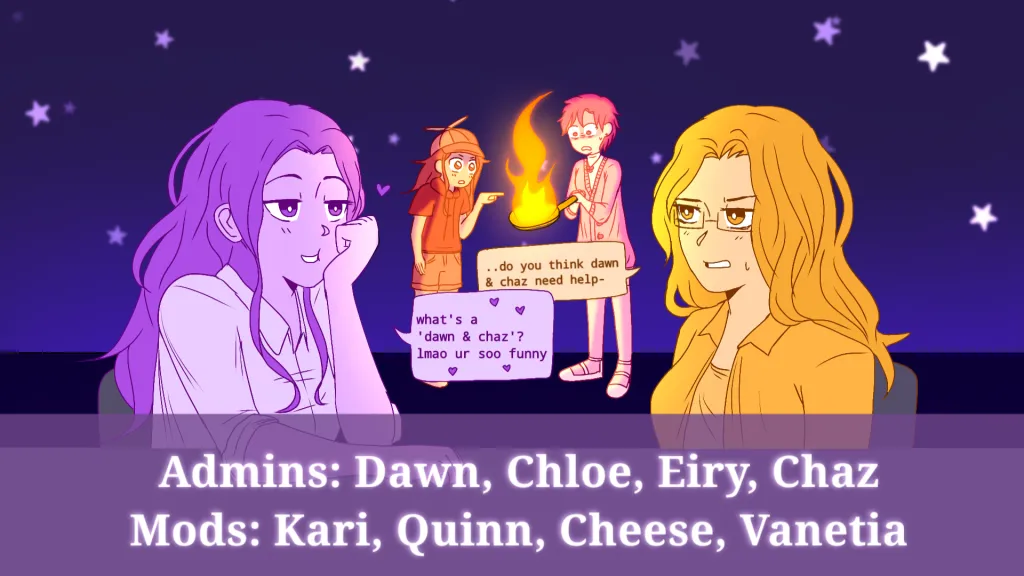 ..do you think dawn
& chaz need help-
what's a
'dawn & chaz'?
lmao ur soo funny
Admins: Dawn, Chloe, Eiry, Chaz
Mods: Kari, Quinn, Cheese, Vanetia